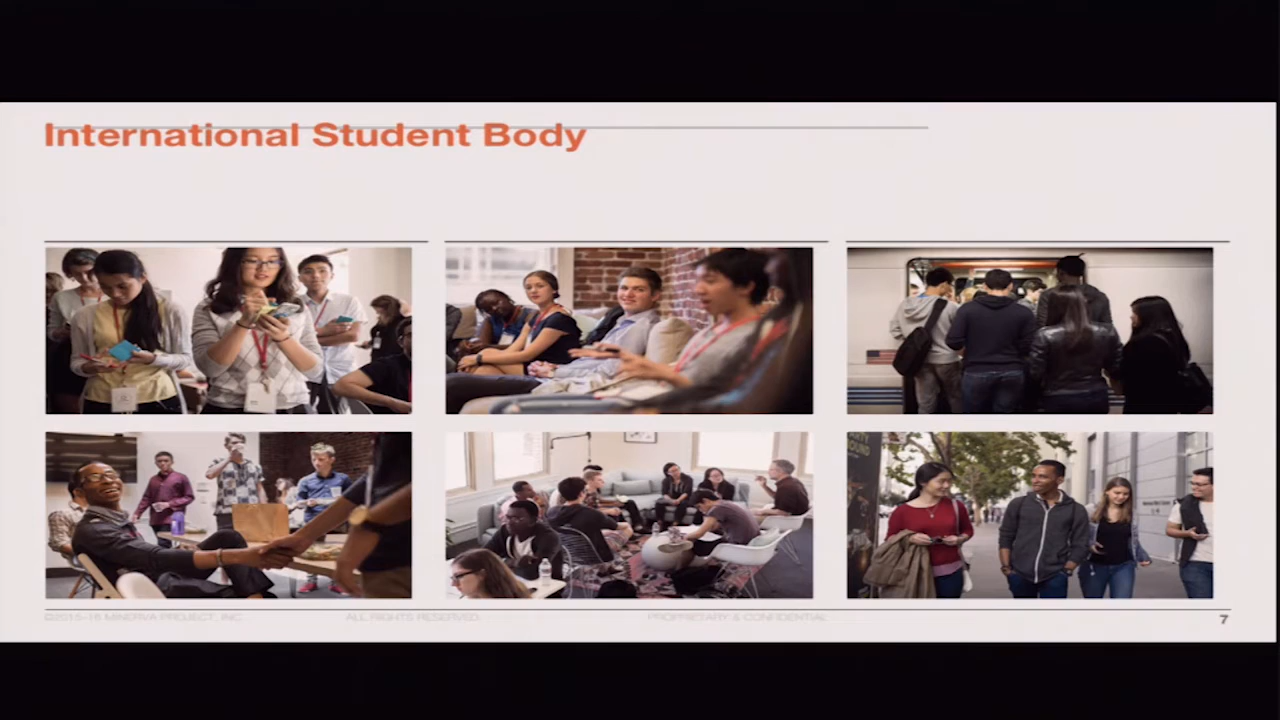 International Student Body
©2015-16 MINERVA PROJECT, INC. ALL RIGHTS RESERVED. PROPRIETARY & CONFIDENTIAL 7